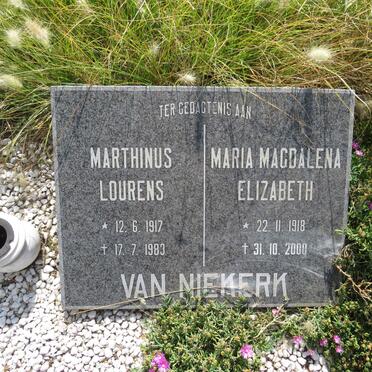 TER GEDAGTENIS AAN
MARTHINUS
LOURENS
* 12. 6. 1917
† 17. 7. 1983
MARIA MAGDALENA
ELIZABETH
* 22. 11. 1918
† 31. 10. 2000
VAN NIEKERK